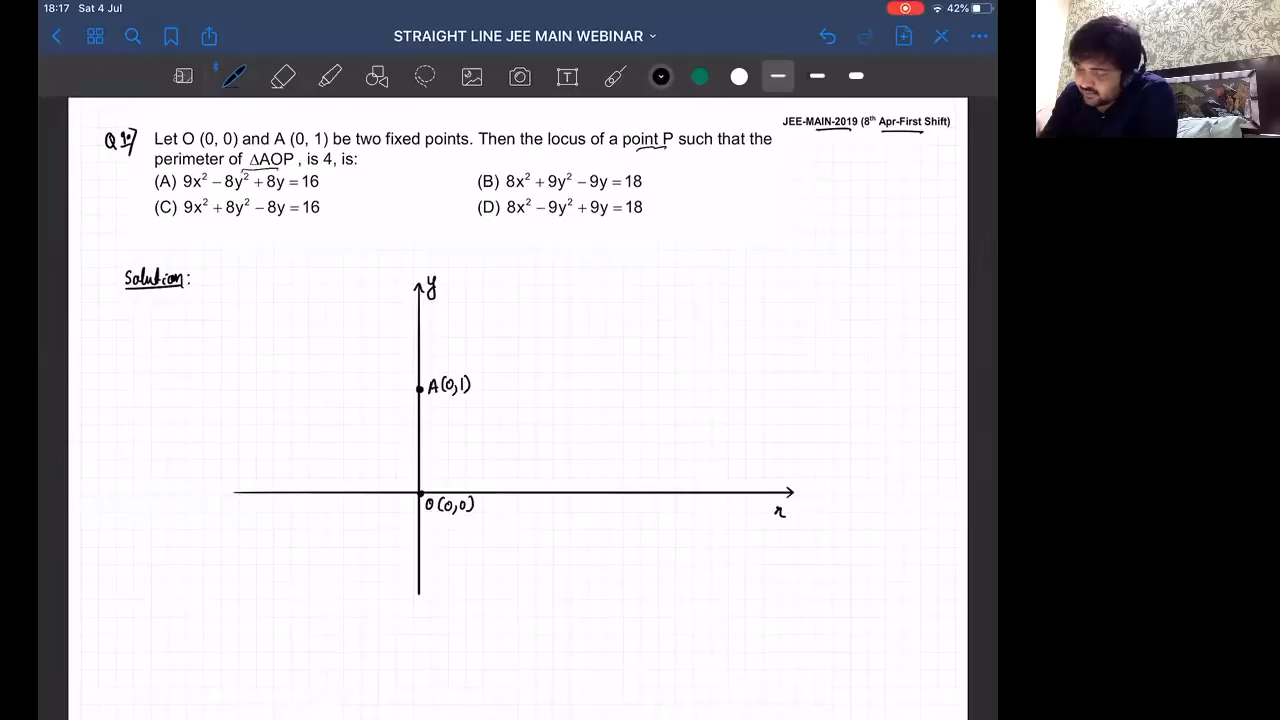 18:17 Sat 4 Jul
42%
STRAIGHT LINE JEE MAIN WEBINAR
JEE-MAIN-2019 (8th Apr-First Shift)
Let O (0, 0) and A (0, 1) be two fixed points. Then the locus of a point P such that the
perimeter of ΔAOP , is 4, is:
(A) 9x² − 8y² + 8y = 16 (B) 8x² + 9y² − 9y = 18
(C) 9x² + 8y² − 8y = 16 (D) 8x² − 9y² + 9y = 18
Solution:
y
A(0,1)
O(0,0)
x